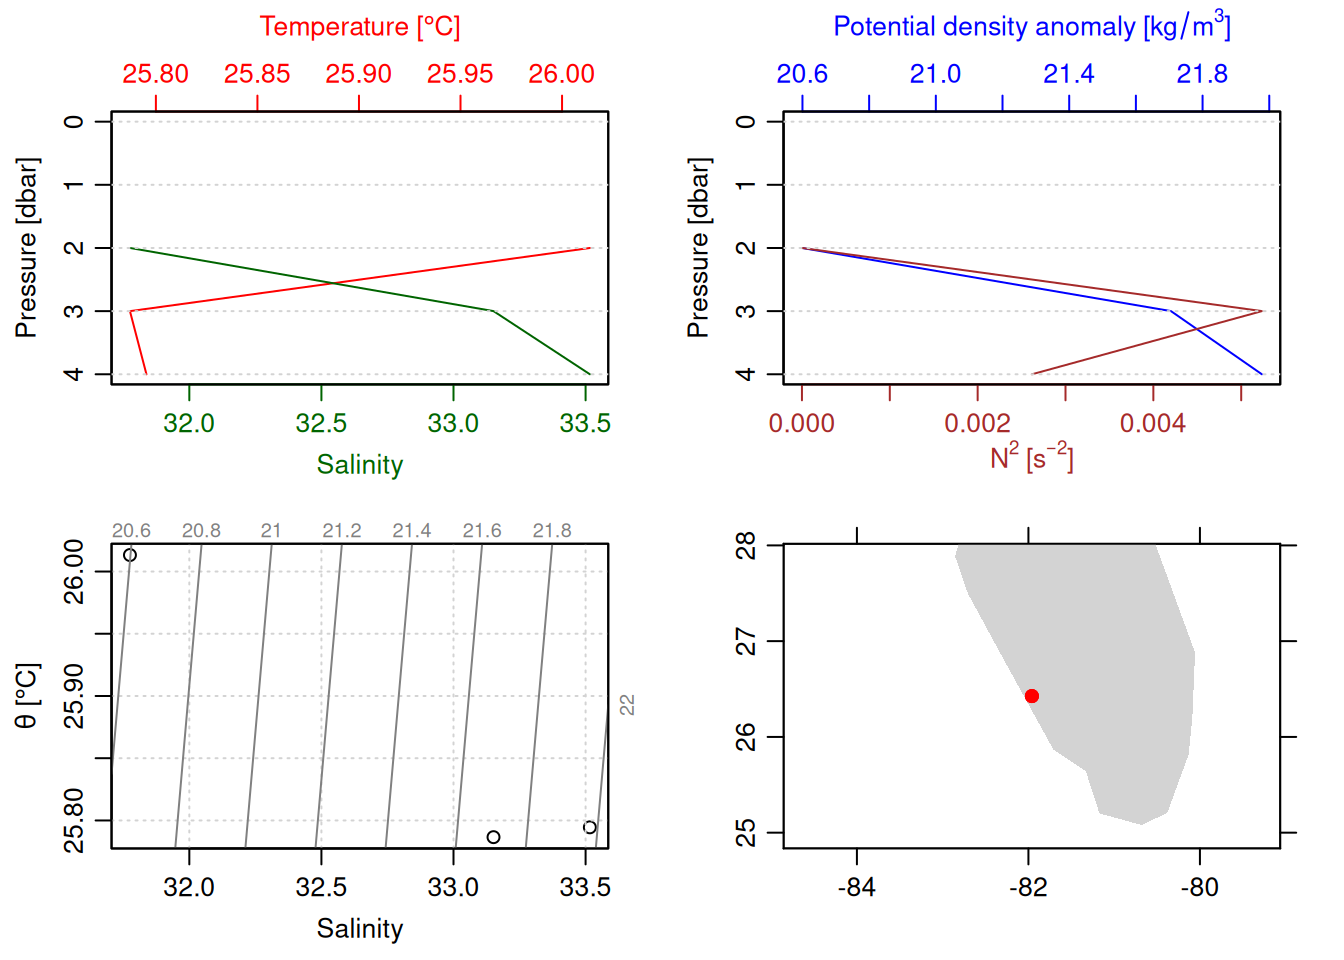 Temperature [°C]
25.80 25.85 25.90 25.95 26.00
Pressure [dbar]
0
1
2
3
4
32.0 32.5 33.0 33.5
Salinity
Potential density anomaly [kg/m³]
20.6 21.0 21.4 21.8
Pressure [dbar]
0
1
2
3
4
0.000 0.002 0.004
N² [s⁻²]
20.6 20.8 21 21.2 21.4 21.6 21.8
22
θ [°C]
26.00
25.90
25.80
32.0 32.5 33.0 33.5
Salinity
28
27
26
25
-84 -82 -80